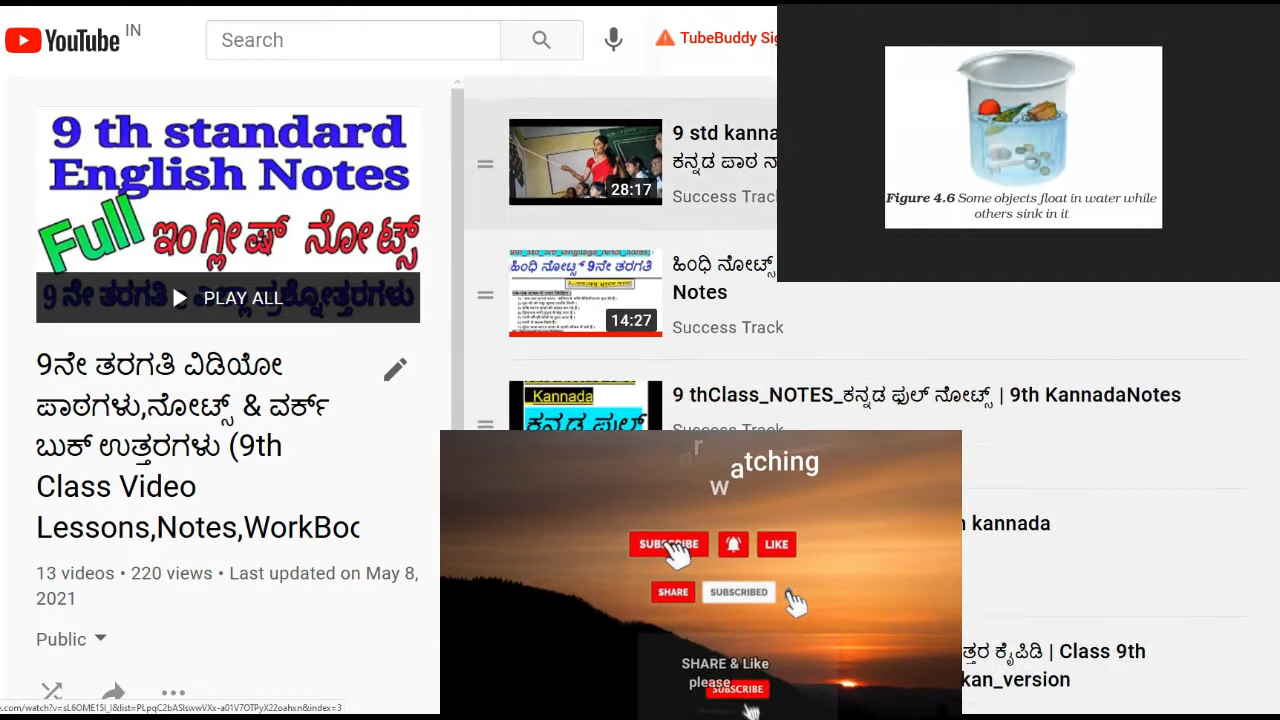 YouTube IN
Search
TubeBuddy Sig
9 th standard
English Notes
Full ಇಂಗ್ಲೀಷ್ ನೋಟ್ಸ್
9 ನೇ ತರಗತಿ
PLAY ALL
9ನೇ ತರಗತಿ ವಿಡಿಯೋ
ಪಾಠಗಳು,ನೋಟ್ಸ್ & ವರ್ಕ್
ಬುಕ್ ಉತ್ತರಗಳು (9th
Class Video
Lessons,Notes,WorkBoo
13 videos • 220 views • Last updated on May 8,
2021
Public
28:17
9 std kanna
ಕನ್ನಡ ಪಾಠ
Success Track
ಹಿಂಧಿ ನೋಟ್ಸ್ 9ನೇ ತರಗತಿ
14:27
ಹಿಂಧಿ ನೋಟ್ಸ್
Notes
Success Track
Kannada
ಕನ್ನಡ ಫುಲ್
9 thClass_NOTES_ಕನ್ನಡ ಫುಲ್ ನೋಟ್ಸ್ | 9th KannadaNotes
Success Track
n kannada
ತ್ತರ ಕೈಪಿಡಿ | Class 9th
kan_version
Figure 4.6 Some objects float in water while
others sink in it
watching
SUBSCRIBE
LIKE
SHARE
SUBSCRIBED
SHARE & Like
please
SUBSCRIBE